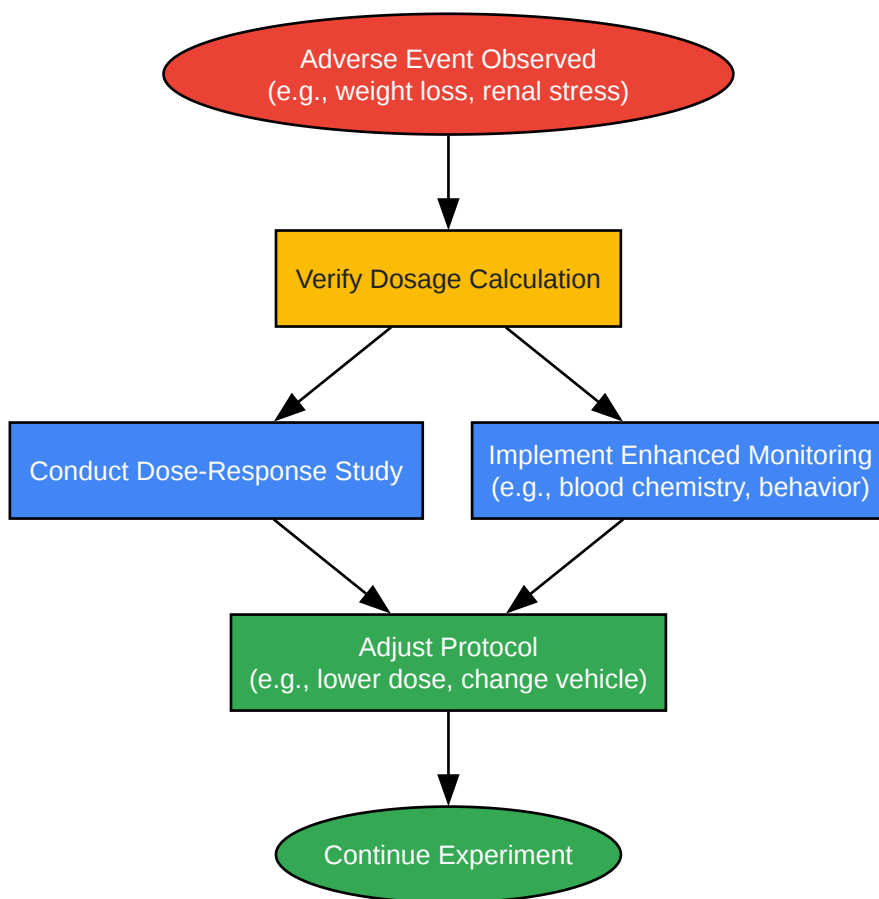 Adverse Event Observed
(e.g., weight loss, renal stress)
Verify Dosage Calculation
Conduct Dose-Response Study
Implement Enhanced Monitoring
(e.g., blood chemistry, behavior)
Adjust Protocol
(e.g., lower dose, change vehicle)
Continue Experiment